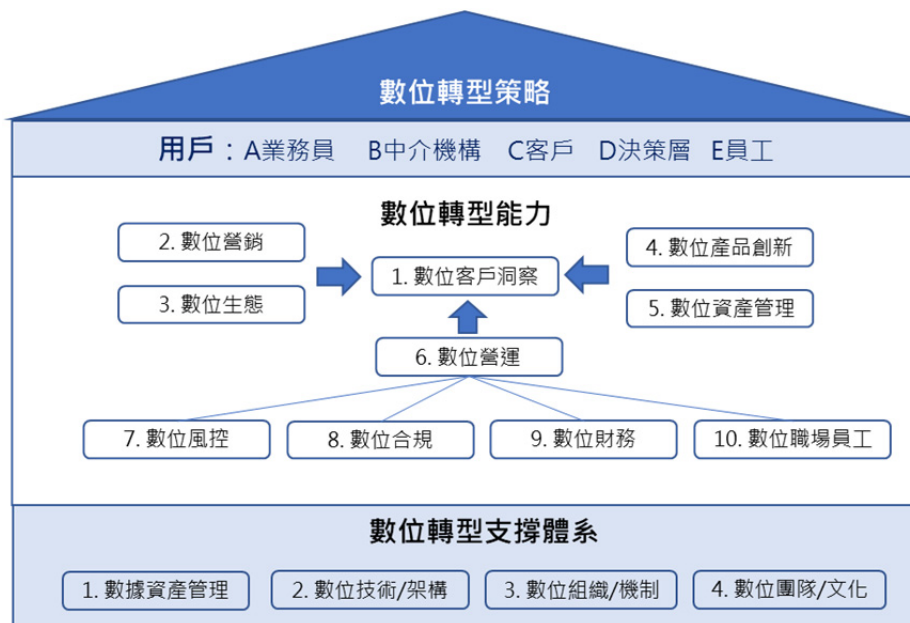 數位轉型策略
用戶：A業務員 B中介機構 C客戶 D決策層 E員工
數位轉型能力
2. 數位營銷
3. 數位生態
1. 數位客戶洞察
4. 數位產品創新
5. 數位資產管理
6. 數位營運
7. 數位風控
8. 數位合規
9. 數位財務
10. 數位職場員工
數位轉型支撐體系
1. 數據資產管理
2. 數位技術/架構
3. 數位組織/機制
4. 數位團隊/文化